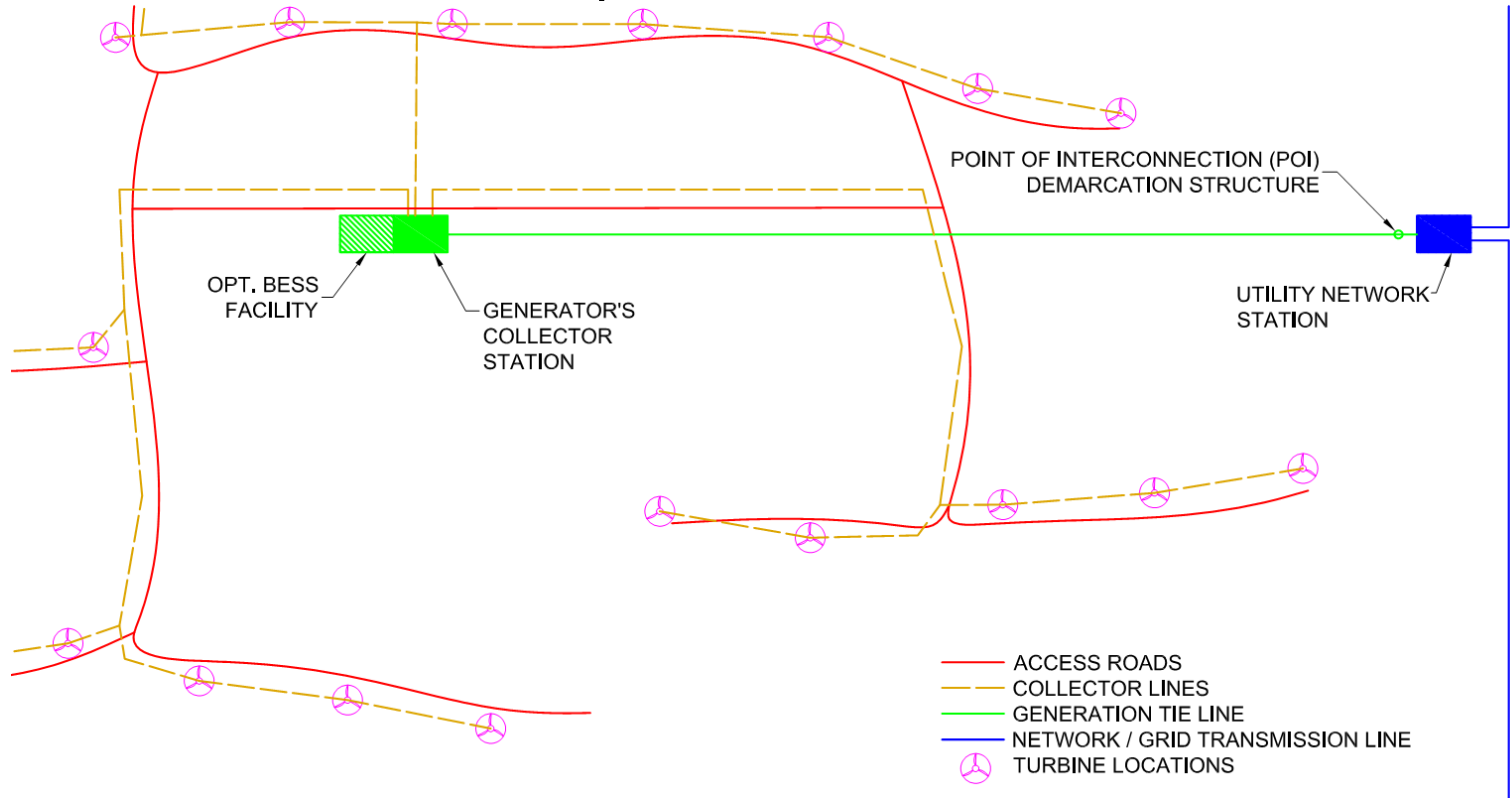 POINT OF INTERCONNECTION (POI)
DEMARCATION STRUCTURE
OPT. BESS
FACILITY
GENERATOR'S
COLLECTOR
STATION
UTILITY NETWORK
STATION
ACCESS ROADS
COLLECTOR LINES
GENERATION TIE LINE
NETWORK / GRID TRANSMISSION LINE
TURBINE LOCATIONS